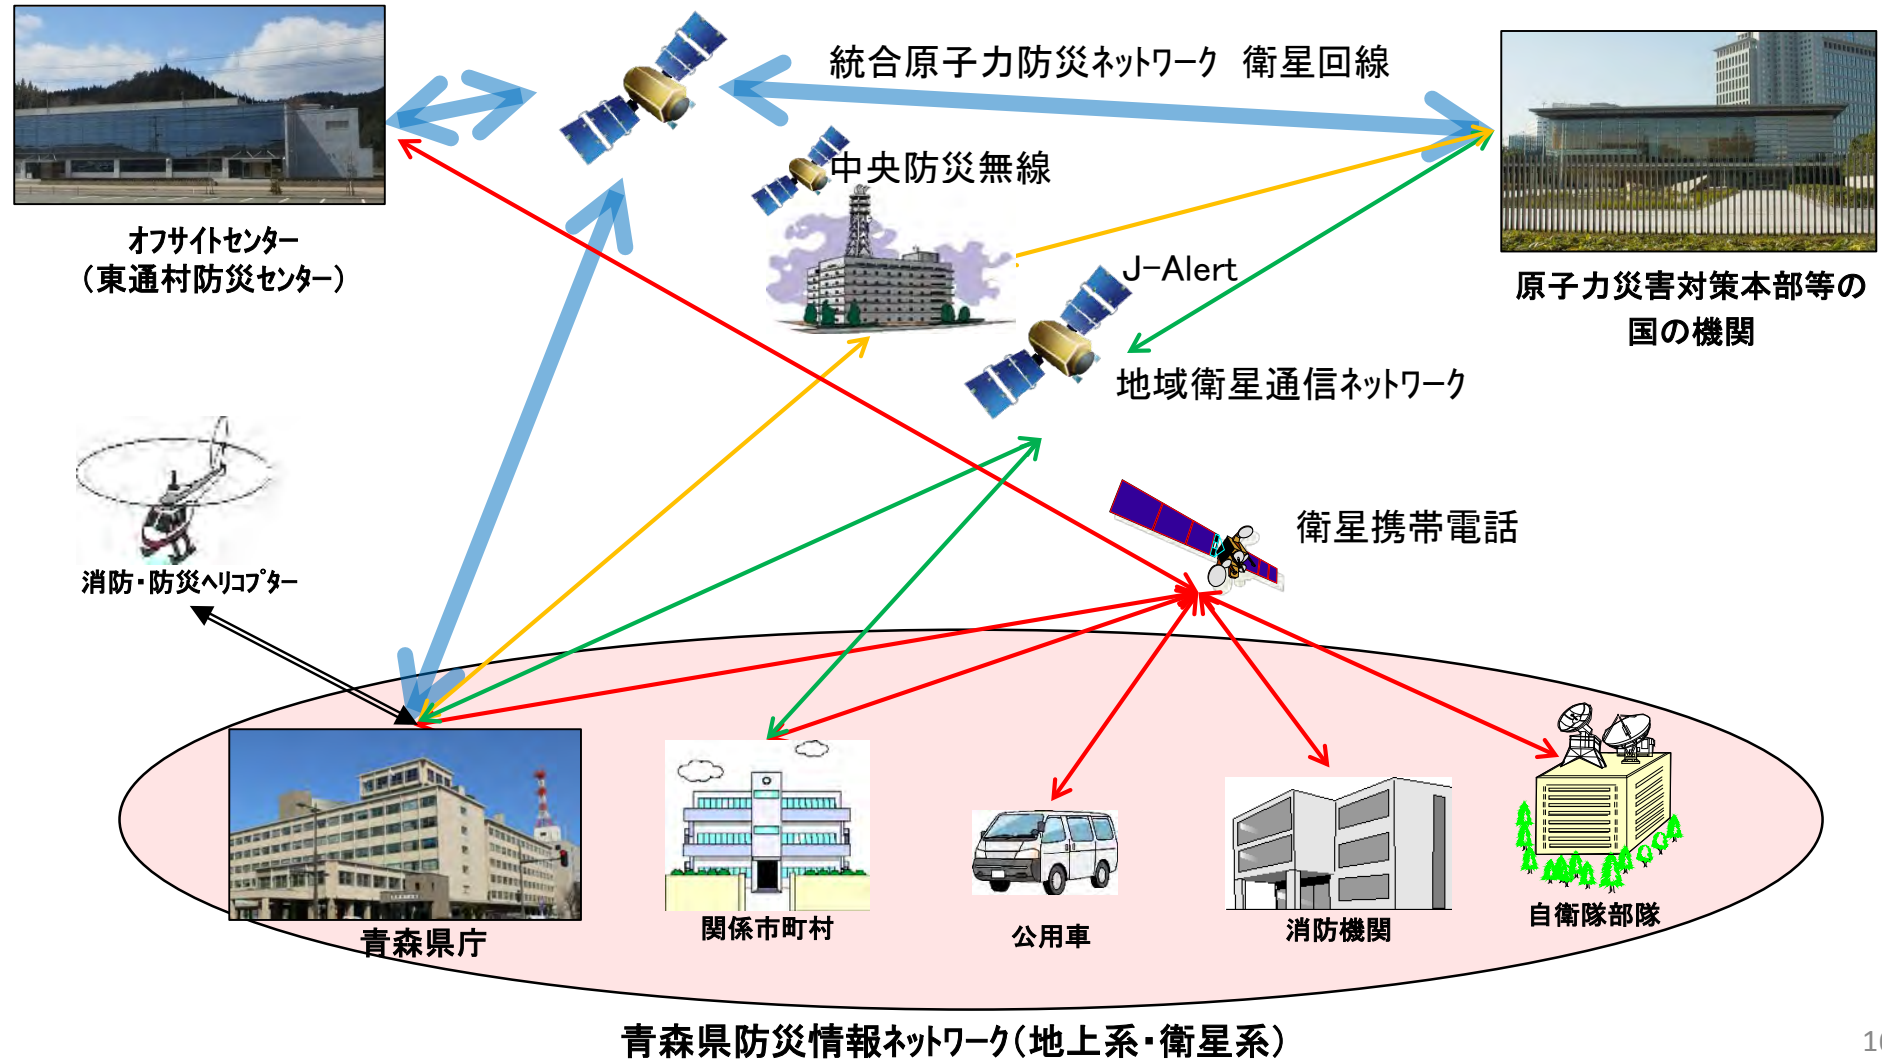 統合原子力防災ネットワーク　衛星回線
中央防災無線
オフサイトセンター
（東通村防災センター）
J-Alert
原子力災害対策本部等の
国の機関
地域衛星通信ネットワーク
衛星携帯電話
消防・防災ヘリコプター
青森県庁
関係市町村
公用車
消防機関
自衛隊部隊
青森県防災情報ネットワーク（地上系・衛星系）